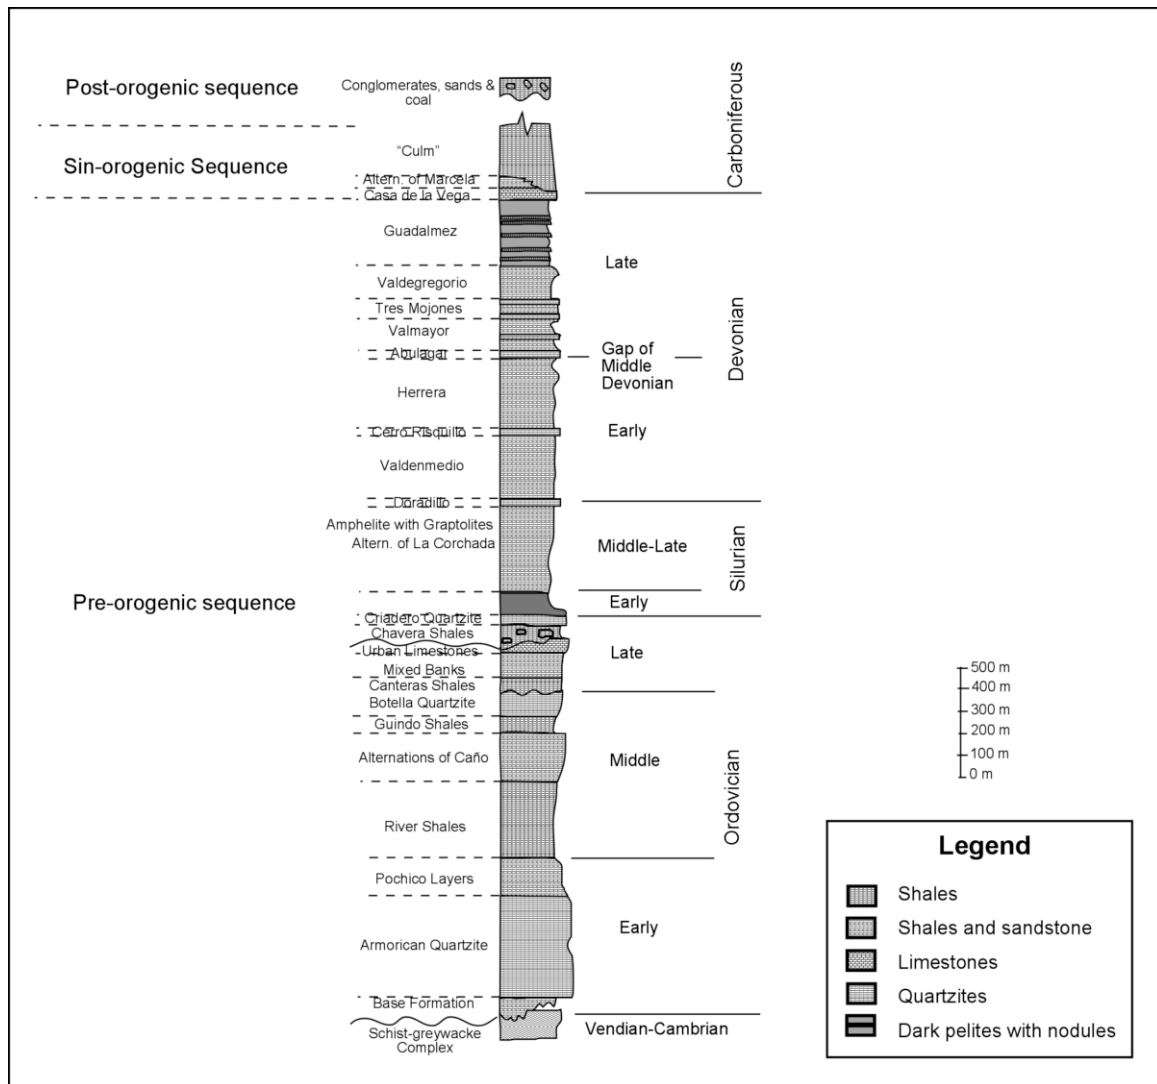 Post-orogenic sequence
Conglomerates, sands &
coal
Carboniferous
Sin-orogenic Sequence
"Culm"
Altern. of Marcela
Casa de la Vega
Guadalmez
Late
Valdegregorio
Tres Mojones
Valmayor
Abulagar
Gap of
Middle
Devonian
Devonian
Herrera
Cerro Risquillo
Early
Valdenmedio
Doradillo
Amphelite with Graptolites
Altern. of La Corchada
Middle-Late
Silurian
Pre-orogenic sequence
Early
Criadero Quartzite
Chavera Shales
Urban Limestones
Late
Mixed Banks
Canteras Shales
Botella Quartzite
Guindo Shales
Alternations of Caño
Middle
Ordovician
River Shales
Pochico Layers
Armorican Quartzite
Early
Base Formation
Schist-greywacke
Complex
Vendian-Cambrian
500 m
400 m
300 m
200 m
100 m
0 m
Legend
Shales
Shales and sandstone
Limestones
Quartzites
Dark pelites with nodules